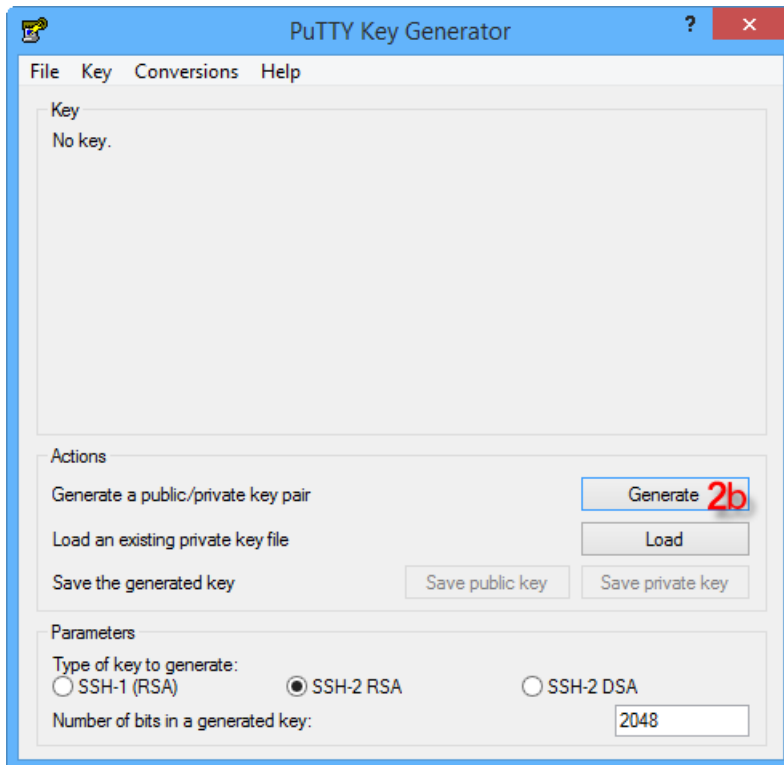 PuTTY Key Generator ? ×
File Key Conversions Help
Key
No key.
Actions
Generate a public/private key pair Generate 2b
Load an existing private key file Load
Save the generated key Save public key Save private key
Parameters
Type of key to generate:
SSH-1 (RSA) SSH-2 RSA SSH-2 DSA
Number of bits in a generated key: 2048